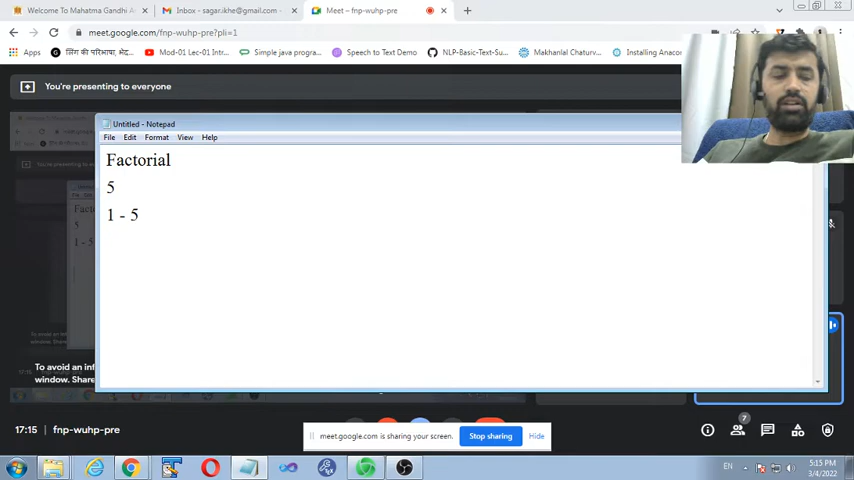 Welcome To Mahatma Gandhi A
Inbox - sagar.ikhe@gmail.com -
Meet – fnp-wuhp-pre
meet.google.com/fnp-wuhp-pre?pli=1
Apps
लिंग की परिभाषा, भेद...
Mod-01 Lec-01 Intr...
Simple java program...
Speech to Text Demo
NLP-Basic-Text-Su...
Makhanlal Chaturv...
Installing Anacon
You're presenting to everyone
Untitled - Notepad
File Edit Format View Help
Factorial
5
1 - 5
To avoid an inf
window. Share
17:15 fnp-wuhp-pre
7
meet.google.com is sharing your screen.
Stop sharing
Hide
EN
5:15 PM
3/4/2022